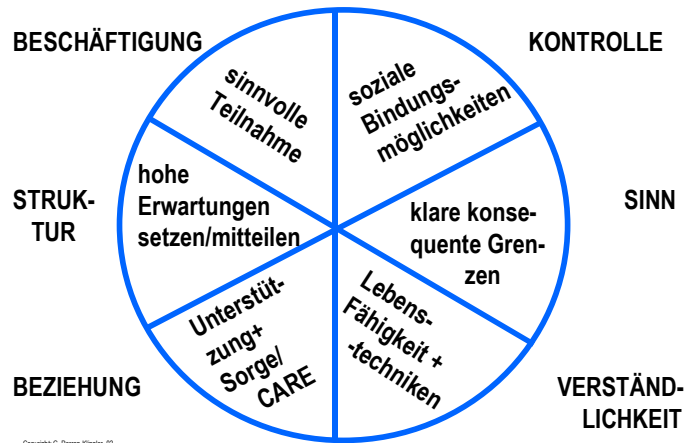 BESCHÄFTIGUNG
KONTROLLE
sinnvolle
Teilnahme
soziale
Bindungs-
möglichkeiten
STRUK-
TUR
hohe
Erwartungen
setzen/mitteilen
klare konse-
quente Gren-
zen
SINN
Unterstüt-
zung+
Sorge/
CARE
Lebens-
Fähigkeit +
-techniken
BEZIEHUNG
VERSTÄND-
LICHKEIT